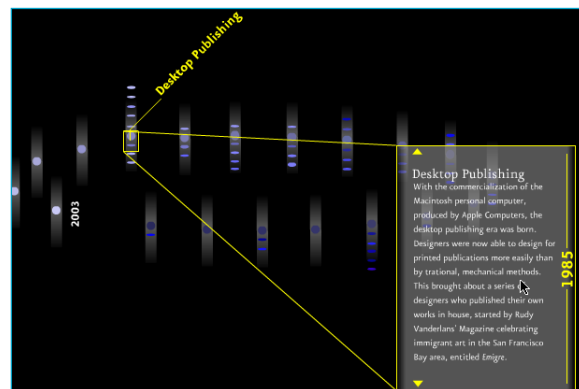 Desktop Publishing
2003
Desktop Publishing
With the commercialization of the
Macintosh personal computer,
produced by Apple Computers, the
desktop publishing era was born.
Designers were now able to design for
printed publications more easily than
by trational, mechanical methods.
This brought about a series
designers who published their own
works in house, started by Rudy
Vanderlans' Magazine celebrating
immigrant art in the San Francisco
Bay area, entitled Emigre.
1985